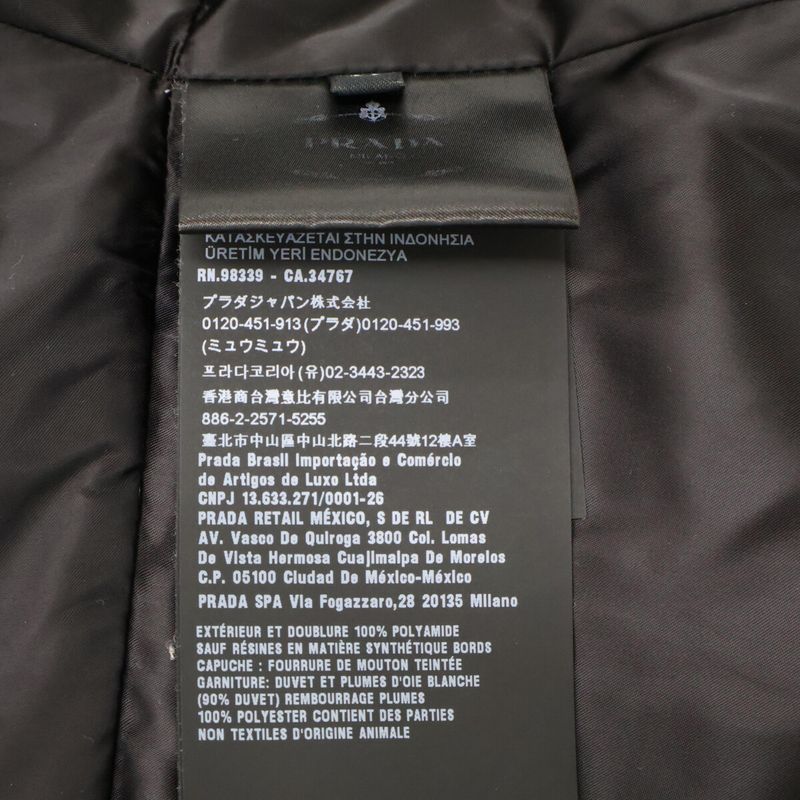 PRADA
MILANO
ΚΑΤΑΣΚΕΥΑΖΕΤΑΙ ΣΤΗΝ ΙΝΔΟΝΗΣΙΑ
ÜRETİM YERİ ENDONEZYA
RN.98339 - CA.34767
プラダジャパン株式会社
0120-451-913(プラダ)0120-451-993
(ミュウミュウ)
프라다코리아(유)02-3443-2323
香港商台灣意比有限公司台灣分公司
886-2-2571-5255
臺北市中山區中山北路二段44號12樓A室
Prada Brasil Importação e Comércio
de Artigos de Luxo Ltda
CNPJ 13.633.271/0001-26
PRADA RETAIL MÉXICO, S DE RL DE CV
AV. Vasco De Quiroga 3800 Col. Lomas
De Vista Hermosa Cuajimalpa De Morelos
C.P. 05100 Ciudad De México-México
PRADA SPA Via Fogazzaro,28 20135 Milano
EXTÉRIEUR ET DOUBLURE 100% POLYAMIDE
SAUF RÉSINES EN MATIÈRE SYNTHÉTIQUE BORDS
CAPUCHE : FOURRURE DE MOUTON TEINTÉE
GARNITURE: DUVET ET PLUMES D'OIE BLANCHE
(90% DUVET) REMBOURRAGE PLUMES
100% POLYESTER CONTIENT DES PARTIES
NON TEXTILES D'ORIGINE ANIMALE